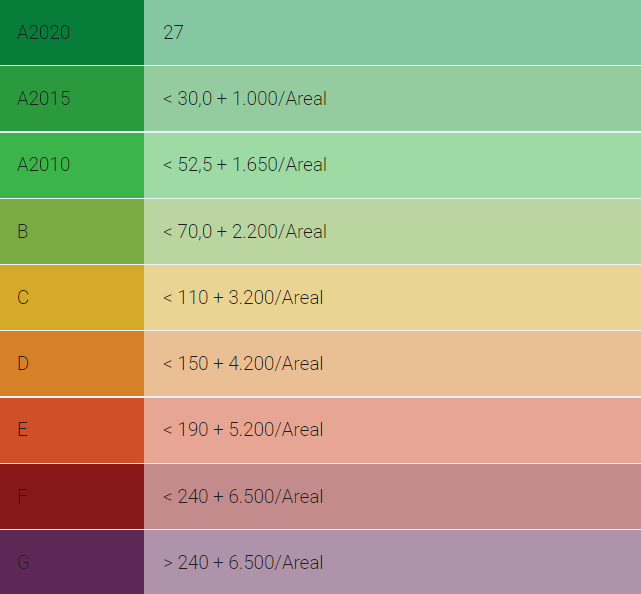 A2020 27
A2015 < 30,0 + 1.000/Areal
A2010 < 52,5 + 1.650/Areal
B < 70,0 + 2.200/Areal
C < 110 + 3.200/Areal
D < 150 + 4.200/Areal
E < 190 + 5.200/Areal
F < 240 + 6.500/Areal
G > 240 + 6.500/Areal